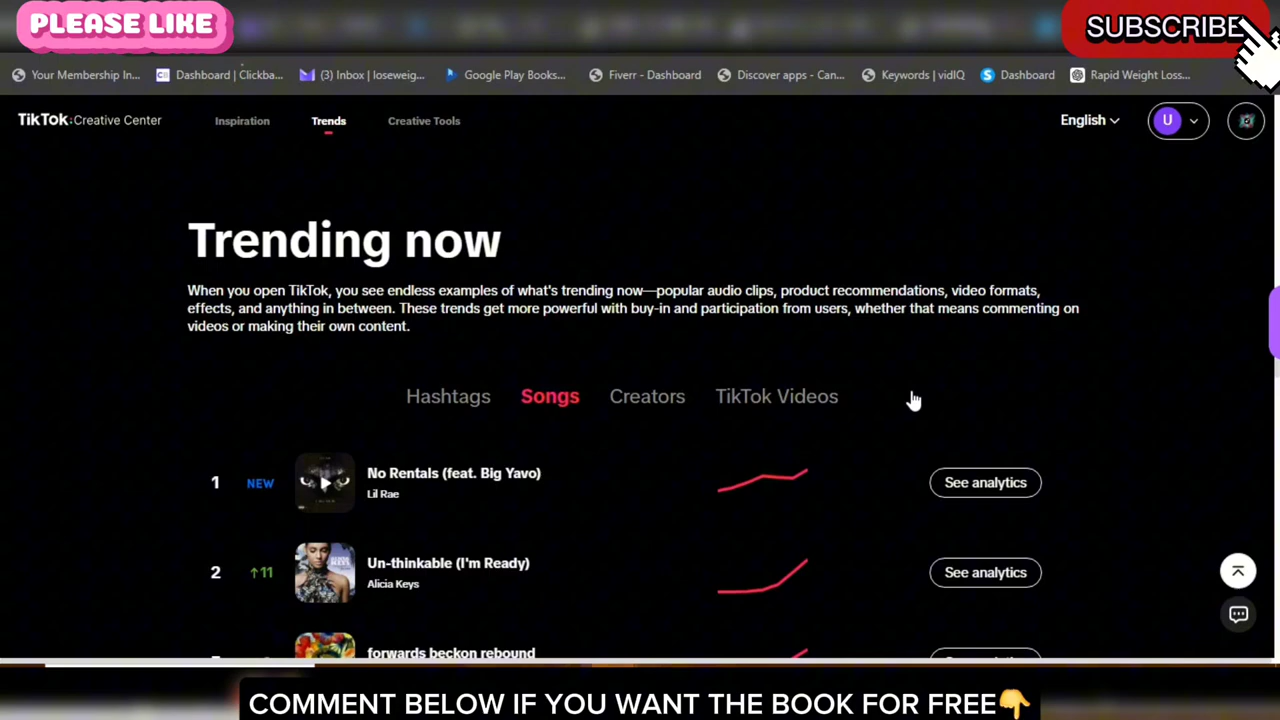 PLEASE LIKE
SUBSCRIBE
Your Membership In...
Dashboard | Clickba...
(3) Inbox | loseweig...
Google Play Books...
Fiverr - Dashboard
Discover apps - Can...
Keywords | vidIQ
Dashboard
Rapid Weight Loss...
TikTok: Creative Center
Inspiration
Trends
Creative Tools
English
U
Trending now
When you open TikTok, you see endless examples of what's trending now—popular audio clips, product recommendations, video formats,
effects, and anything in between. These trends get more powerful with buy-in and participation from users, whether that means commenting on
videos or making their own content.
Hashtags
Songs
Creators
TikTok Videos
1
NEW
No Rentals (feat. Big Yavo)
Lil Rae
See analytics
2
↑11
Un-thinkable (I'm Ready)
Alicia Keys
See analytics
forwards beckon rebound
COMMENT BELOW IF YOU WANT THE BOOK FOR FREE👇